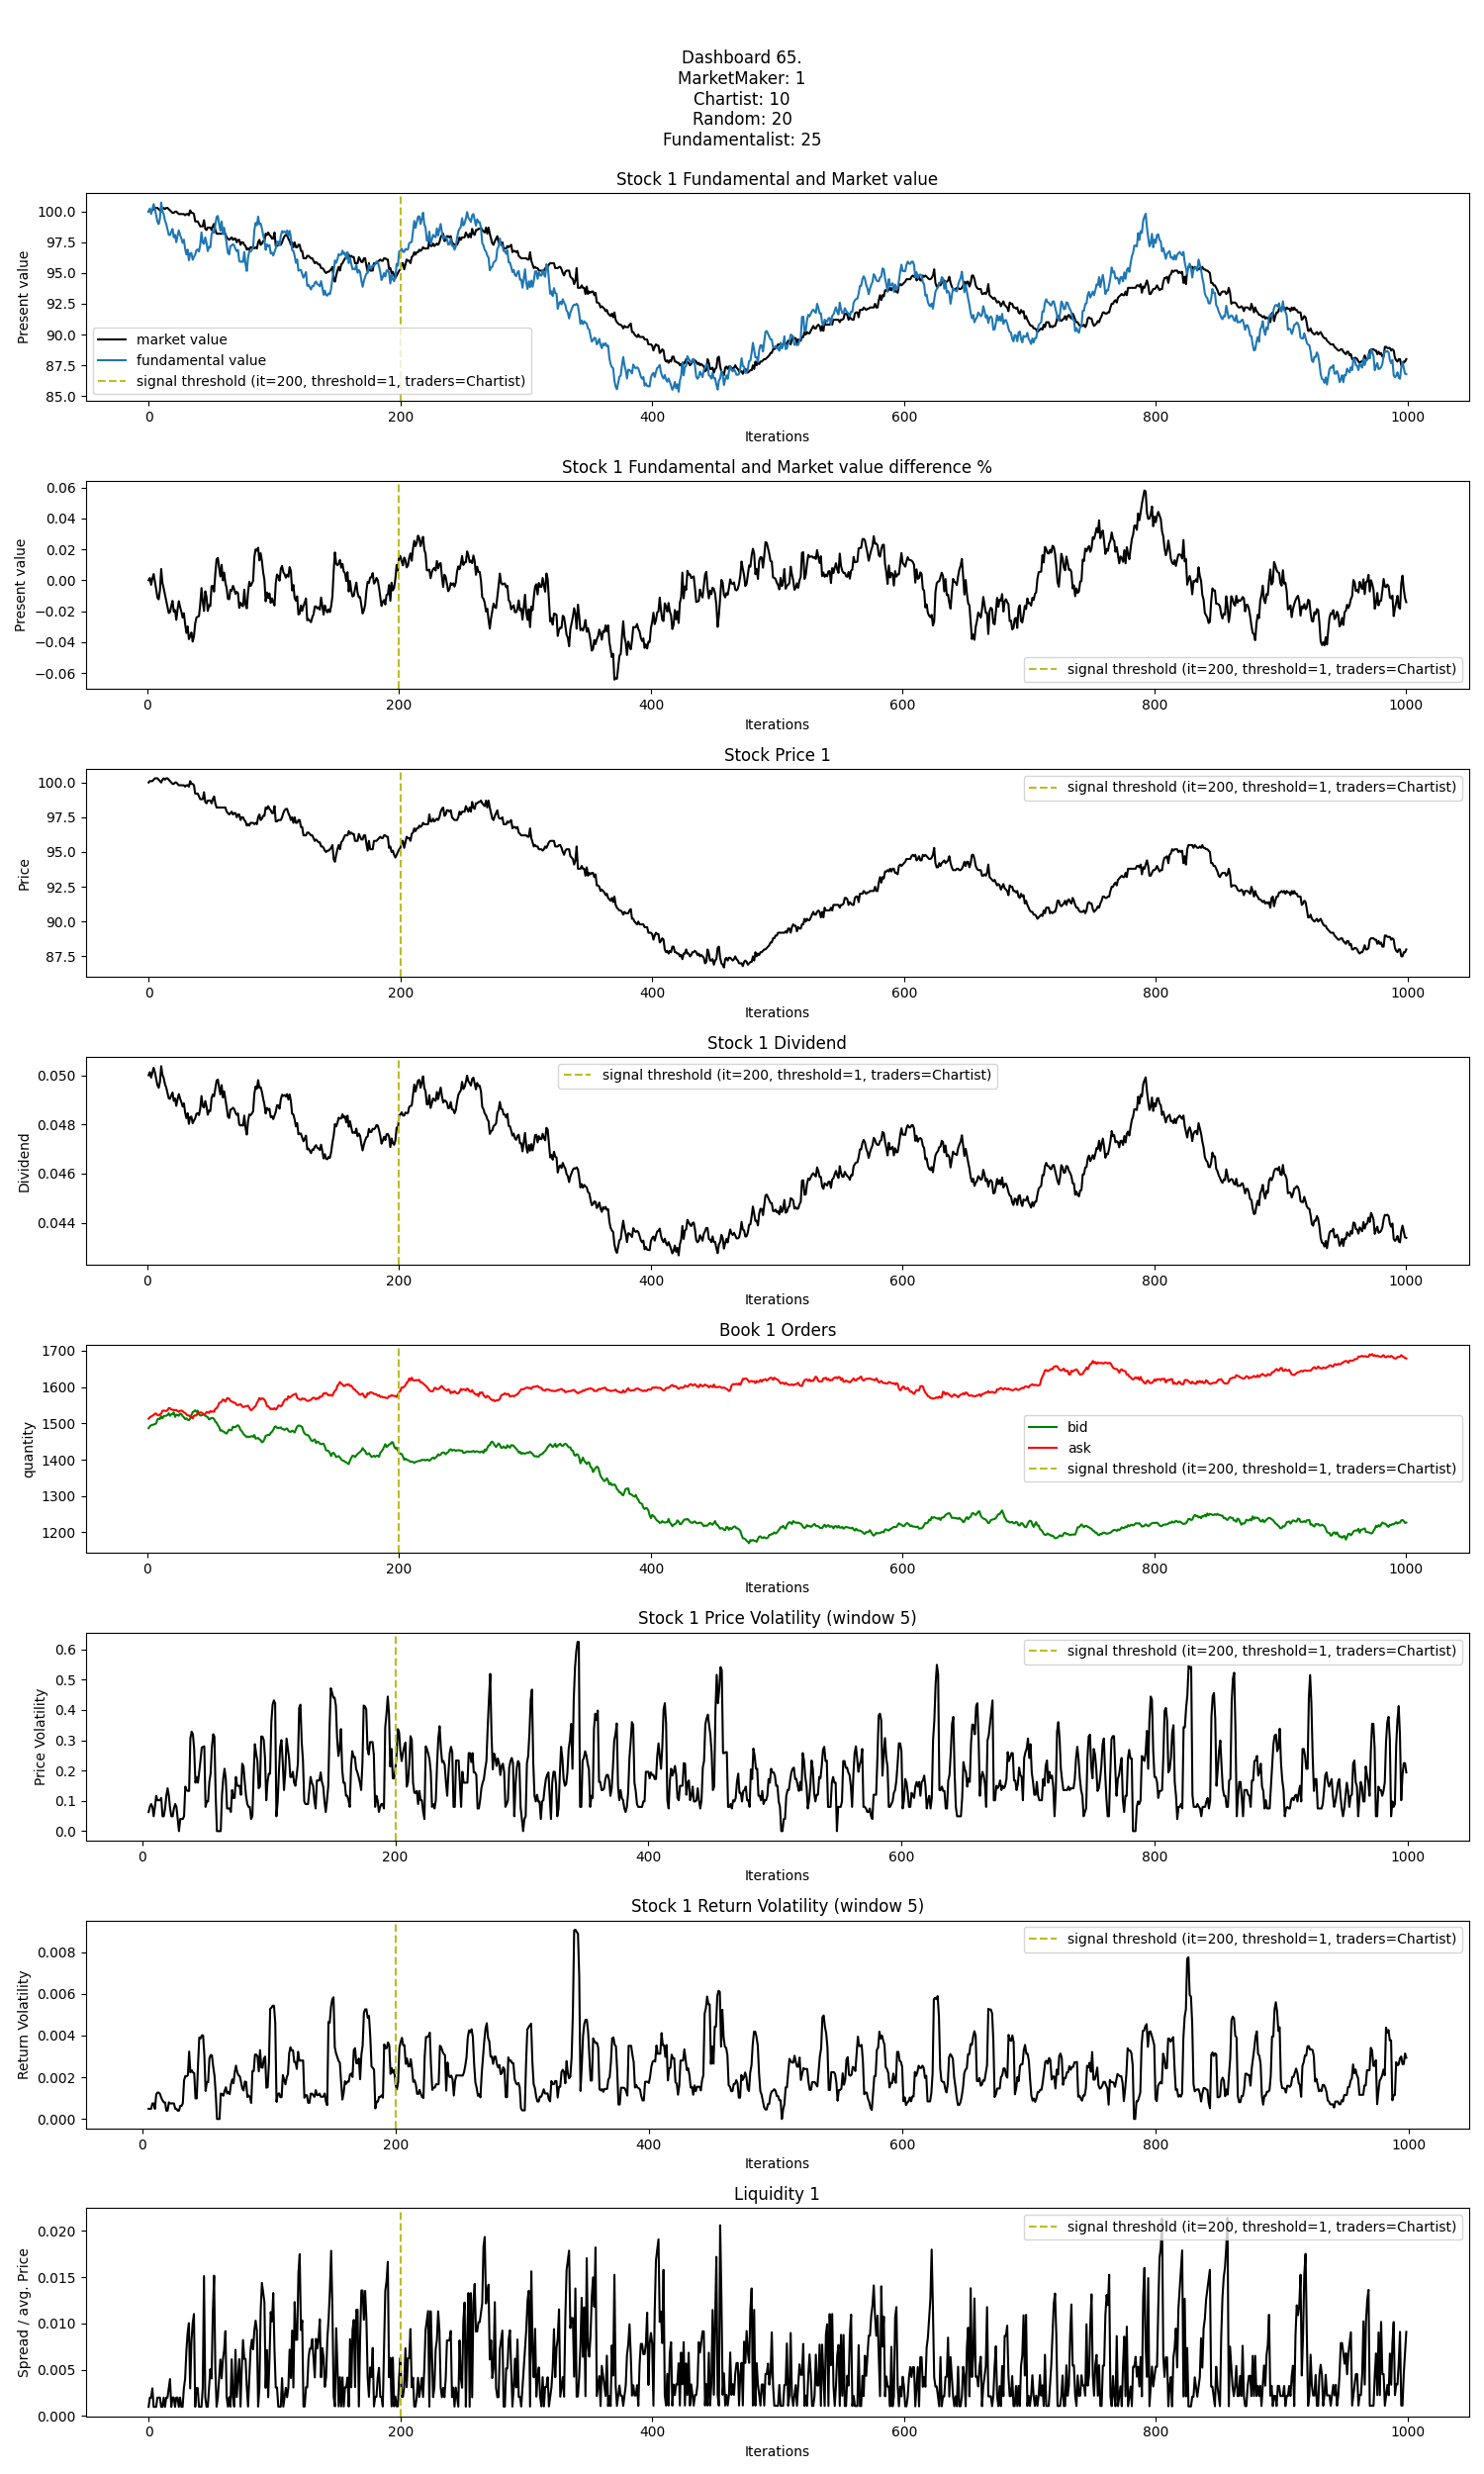 Dashboard 65.
MarketMaker: 1
Chartist: 10
Random: 20
Fundamentalist: 25
Stock 1 Fundamental and Market value
Present value
100.0
97.5
95.0
92.5
90.0
87.5
85.0
market value
fundamental value
signal threshold (it=200, threshold=1, traders=Chartist)
0 200 400 600 800 1000
Iterations
Stock 1 Fundamental and Market value difference %
Present value
0.06
0.04
0.02
0.00
−0.02
−0.04
−0.06
signal threshold (it=200, threshold=1, traders=Chartist)
0 200 400 600 800 1000
Iterations
Stock Price 1
Price
100.0
97.5
95.0
92.5
90.0
87.5
signal threshold (it=200, threshold=1, traders=Chartist)
0 200 400 600 800 1000
Iterations
Stock 1 Dividend
Dividend
0.050
0.048
0.046
0.044
signal threshold (it=200, threshold=1, traders=Chartist)
0 200 400 600 800 1000
Iterations
Book 1 Orders
quantity
1700
1600
1500
1400
1300
1200
bid
ask
signal threshold (it=200, threshold=1, traders=Chartist)
0 200 400 600 800 1000
Iterations
Stock 1 Price Volatility (window 5)
Price Volatility
0.6
0.5
0.4
0.3
0.2
0.1
0.0
signal threshold (it=200, threshold=1, traders=Chartist)
0 200 400 600 800 1000
Iterations
Stock 1 Return Volatility (window 5)
Return Volatility
0.008
0.006
0.004
0.002
0.000
signal threshold (it=200, threshold=1, traders=Chartist)
0 200 400 600 800 1000
Iterations
Liquidity 1
Spread / avg. Price
0.020
0.015
0.010
0.005
0.000
signal threshold (it=200, threshold=1, traders=Chartist)
0 200 400 600 800 1000
Iterations